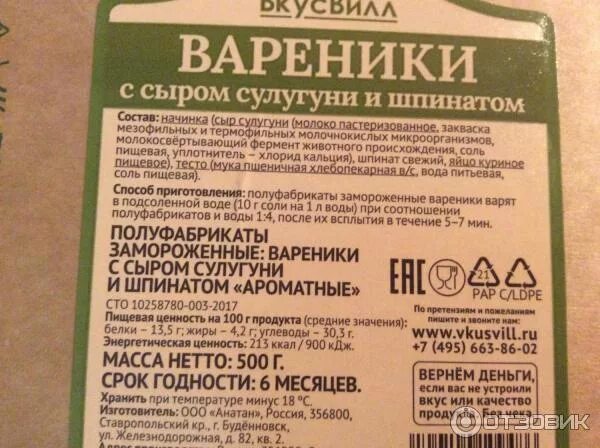 ВкусВилл
ВАРЕНИКИ
с сыром сулугуни и шпинатом
Состав: начинка (сыр сулугуни (молоко пастеризованное, закваска
мезофильных и термофильных молочнокислых микроорганизмов,
молокосвёртывающий фермент животного происхождения, соль
пищевая, уплотнитель – хлорид кальция), шпинат свежий, яйцо куриное
пищевое), тесто (мука пшеничная хлебопекарная в/с, вода питьевая,
соль пищевая).
Способ приготовления: полуфабрикаты замороженные вареники варят
в подсоленной воде (10 г соли на 1 л воды) при соотношении
полуфабрикатов и воды 1:4, после их всплытия в течение 5–7 мин.
ПОЛУФАБРИКАТЫ
ЗАМОРОЖЕННЫЕ: ВАРЕНИКИ
С СЫРОМ СУЛУГУНИ
И ШПИНАТОМ «АРОМАТНЫЕ»
СТО 10258780-003-2017
Пищевая ценность на 100 г продукта (средние значения):
белки – 13,5 г; жиры – 4,2 г; углеводы – 30,3 г.
Энергетическая ценность: 213 ккал / 900 кДж.
МАССА НЕТТО: 500 Г.
СРОК ГОДНОСТИ: 6 МЕСЯЦЕВ.
Хранить при температуре минус 18 °С.
Изготовитель: ООО «Анатан», Россия, 356800,
Ставропольский кр., г. Будённовск,
ул. Железнодорожная, д. 82, кв. 2.
EAC
21
PAP C/LDPE
По претензиям и пожеланиям
пишите и звоните нам:
www.vkusvill.ru
+7 (495) 663-86-02
ВЕРНЁМ ДЕНЬГИ,
если вас не устроили
вкус или качество
продукта. Без чека.
ОТЗОВИК